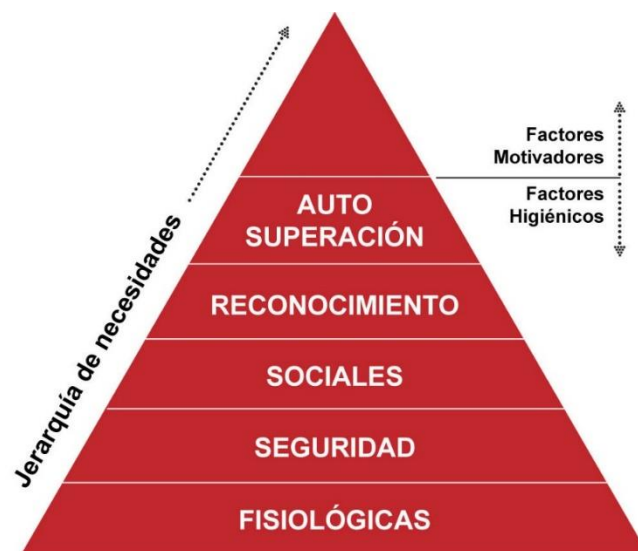 Jerarquía de necesidades
Factores
Motivadores
Factores
Higiénicos
AUTO
SUPERACIÓN
RECONOCIMIENTO
SOCIALES
SEGURIDAD
FISIOLÓGICAS